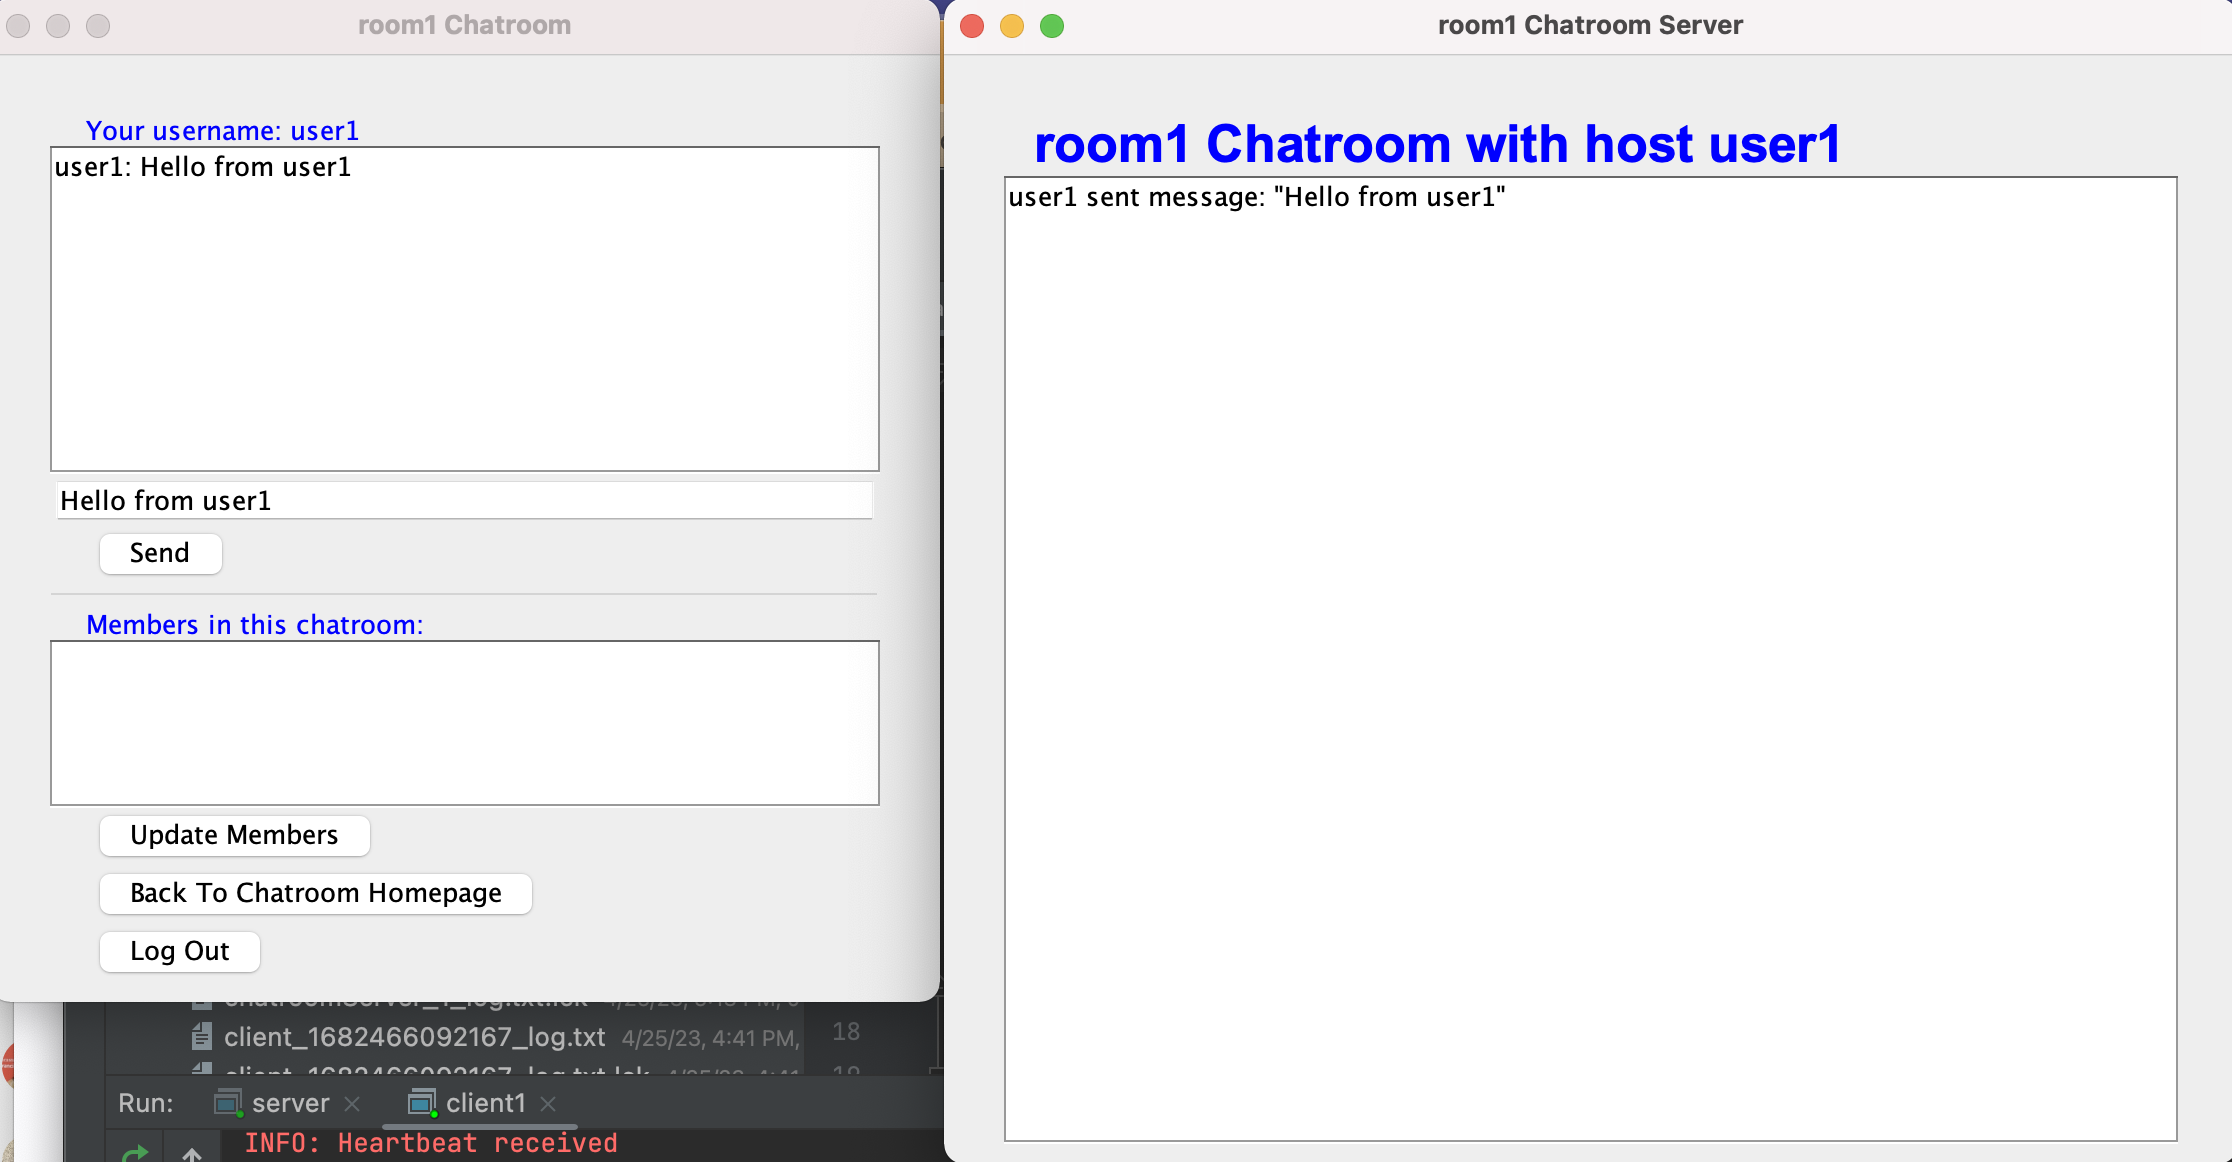 room1 Chatroom
Your username: user1
user1: Hello from user1
Hello from user1
Send
Members in this chatroom:
Update Members
Back To Chatroom Homepage
Log Out
room1 Chatroom Server
room1 Chatroom with host user1
user1 sent message: "Hello from user1"
client_1682466092167_log.txt 4/25/23, 4:41 PM,
18
Run: server client1
INFO: Heartbeat received